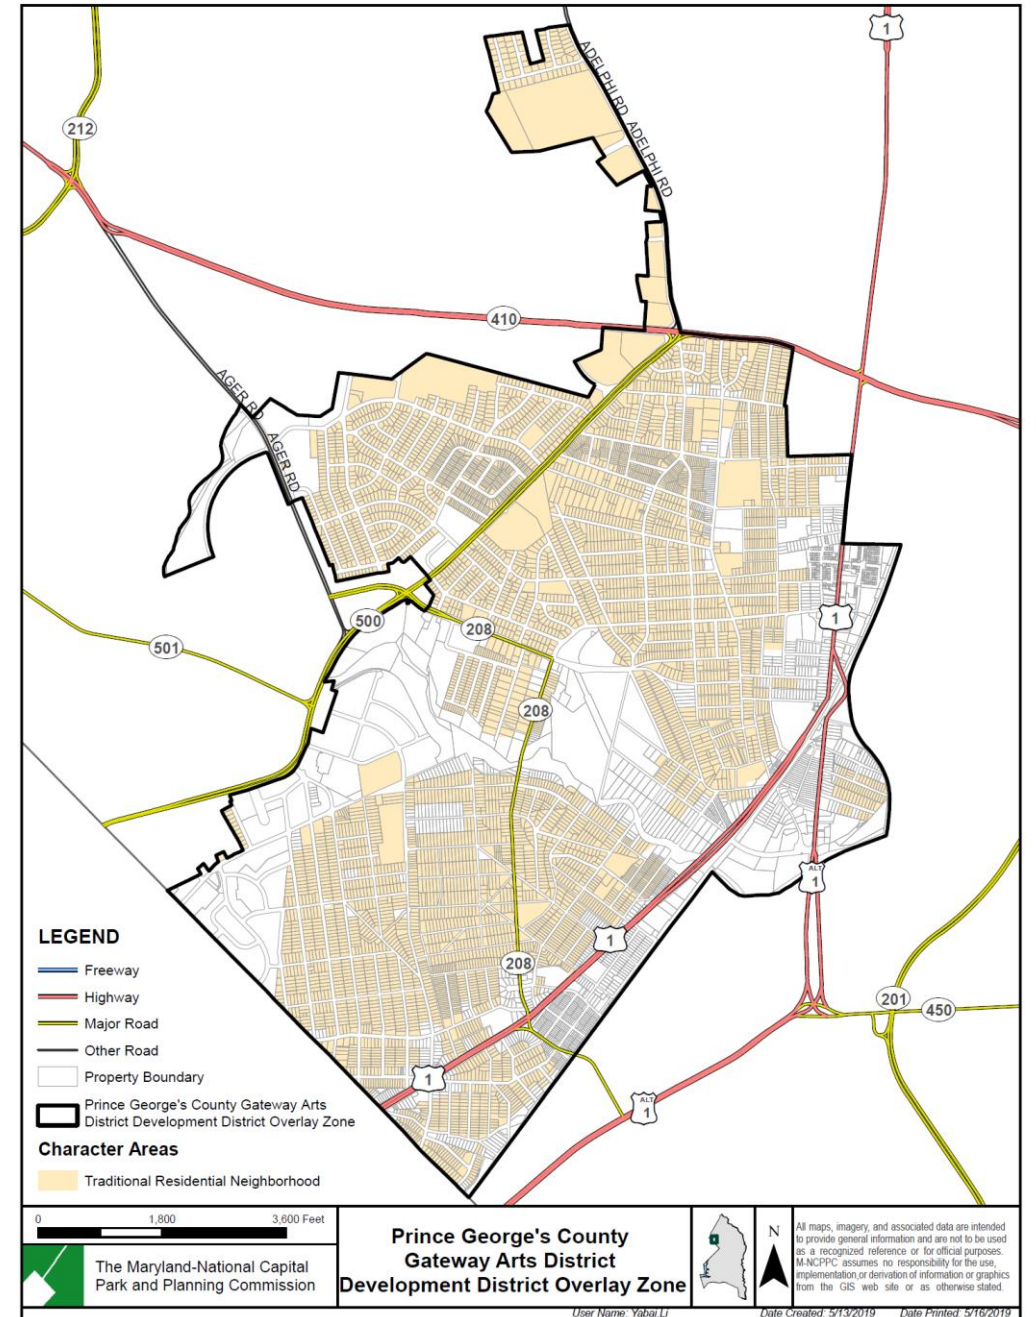 1
ADELPHI RD
ADELPHI RD
212
410
AGER RD
AGER RD
1
500
208
501
208
ALT
1
1
208
201
450
1
ALT
1
LEGEND
Freeway
Highway
Major Road
Other Road
Property Boundary
Prince George's County Gateway Arts
District Development District Overlay Zone
Character Areas
Traditional Residential Neighborhood
0 1,800 3,600 Feet
The Maryland-National Capital
Park and Planning Commission
Prince George's County
Gateway Arts District
Development District Overlay Zone
N
All maps, imagery, and associated data are intended
to provide general information and are not to be used
as a recognized reference or for official purposes.
M-NCPPC assumes no responsibility for the use,
implementation,or derivation of information or graphics
from the GIS web site or as otherwise stated.
User Name: Yabai.Li Date Created: 5/13/2019 Date Printed: 5/16/2019